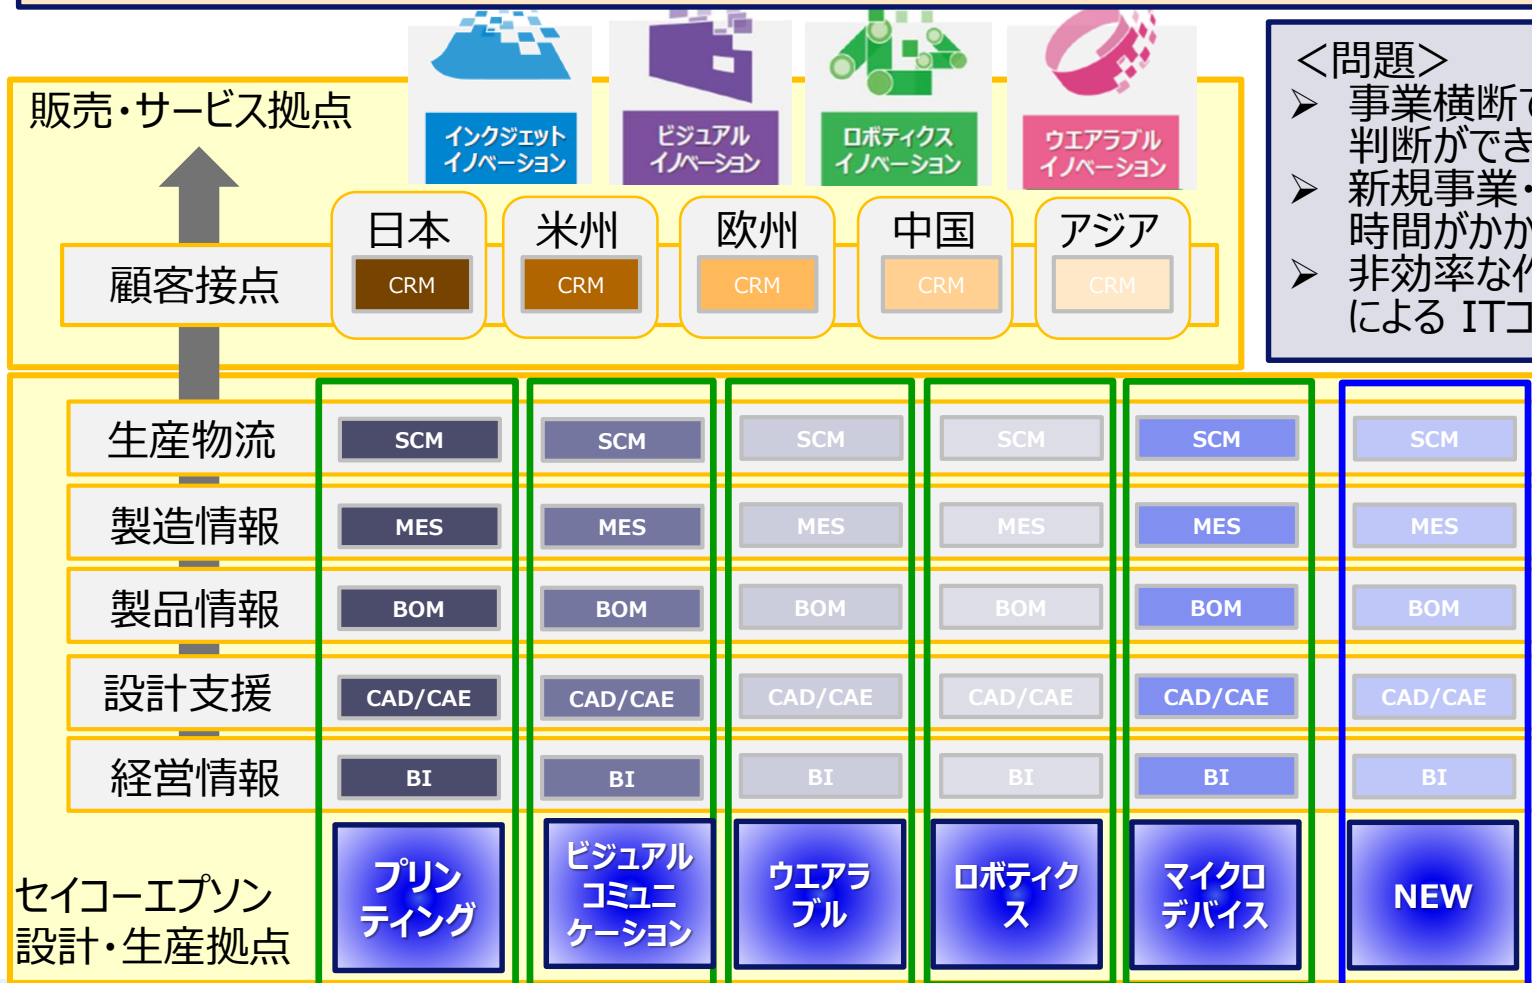 インクジェット
イノベーション
ビジュアル
イノベーション
ロボティクス
イノベーション
ウエアラブル
イノベーション
販売・サービス拠点
日本
米州
欧州
中国
アジア
顧客接点
CRM
CRM
CRM
CRM
CRM
<問題>
➢ 事業横断で
判断ができ
➢ 新規事業・
時間がかか
➢ 非効率な作
による ITコ
生産物流
SCM
SCM
SCM
SCM
SCM
SCM
製造情報
MES
MES
MES
MES
MES
MES
製品情報
BOM
BOM
BOM
BOM
BOM
BOM
設計支援
CAD/CAE
CAD/CAE
CAD/CAE
CAD/CAE
CAD/CAE
CAD/CAE
経営情報
BI
BI
BI
BI
BI
BI
セイコーエプソン
設計・生産拠点
プリン
ティング
ビジュアル
コミュニ
ケーション
ウエアラ
ブル
ロボティク
ス
マイクロ
デバイス
NEW